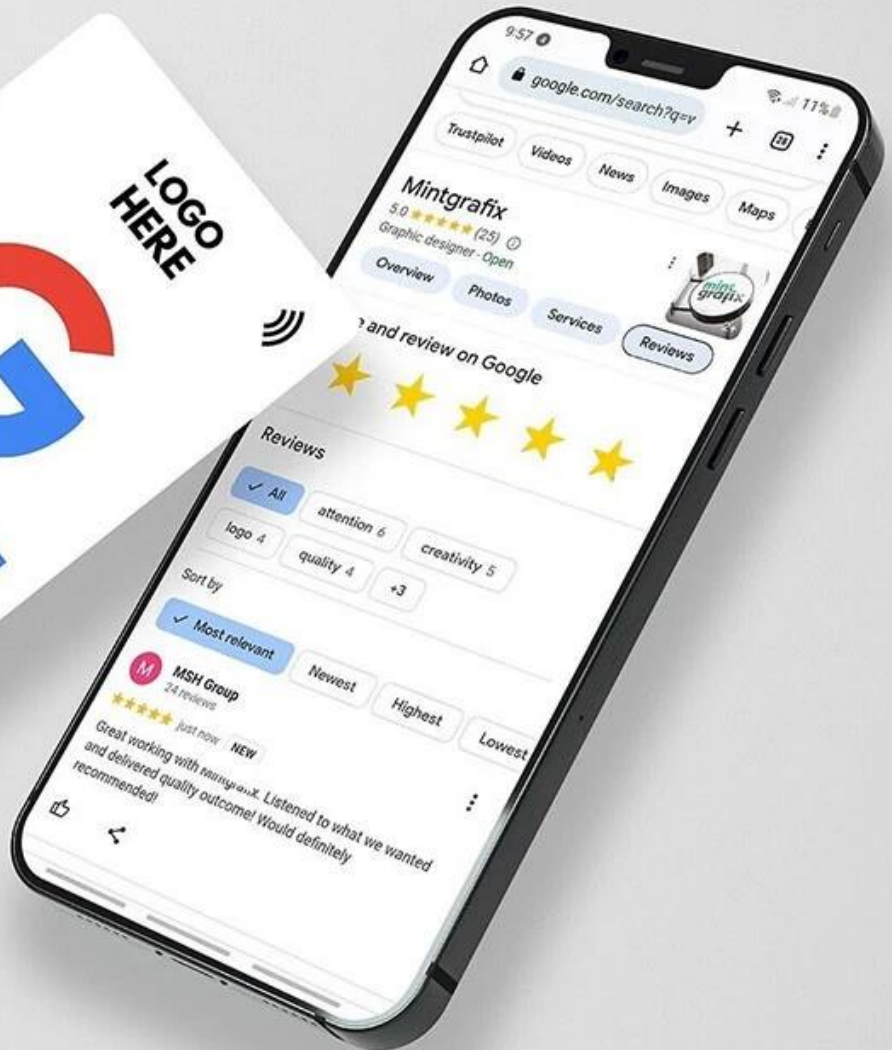 LOGO
HERE
9:57
11%
google.com/search?q=v
28
Trustpilot Videos News Images Maps
Mintgrafix
5.0 (25)
Graphic designer · Open
mint
grafix
Overview Photos Services Reviews
and review on Google
Reviews
All attention 6 creativity 5
logo 4 quality 4 +3
Sort by
Most relevant Newest Highest Lowest
M MSH Group
24 reviews
just now NEW
Great working with Mintgrafix. Listened to what we wanted
and delivered quality outcome! Would definitely
recommended!